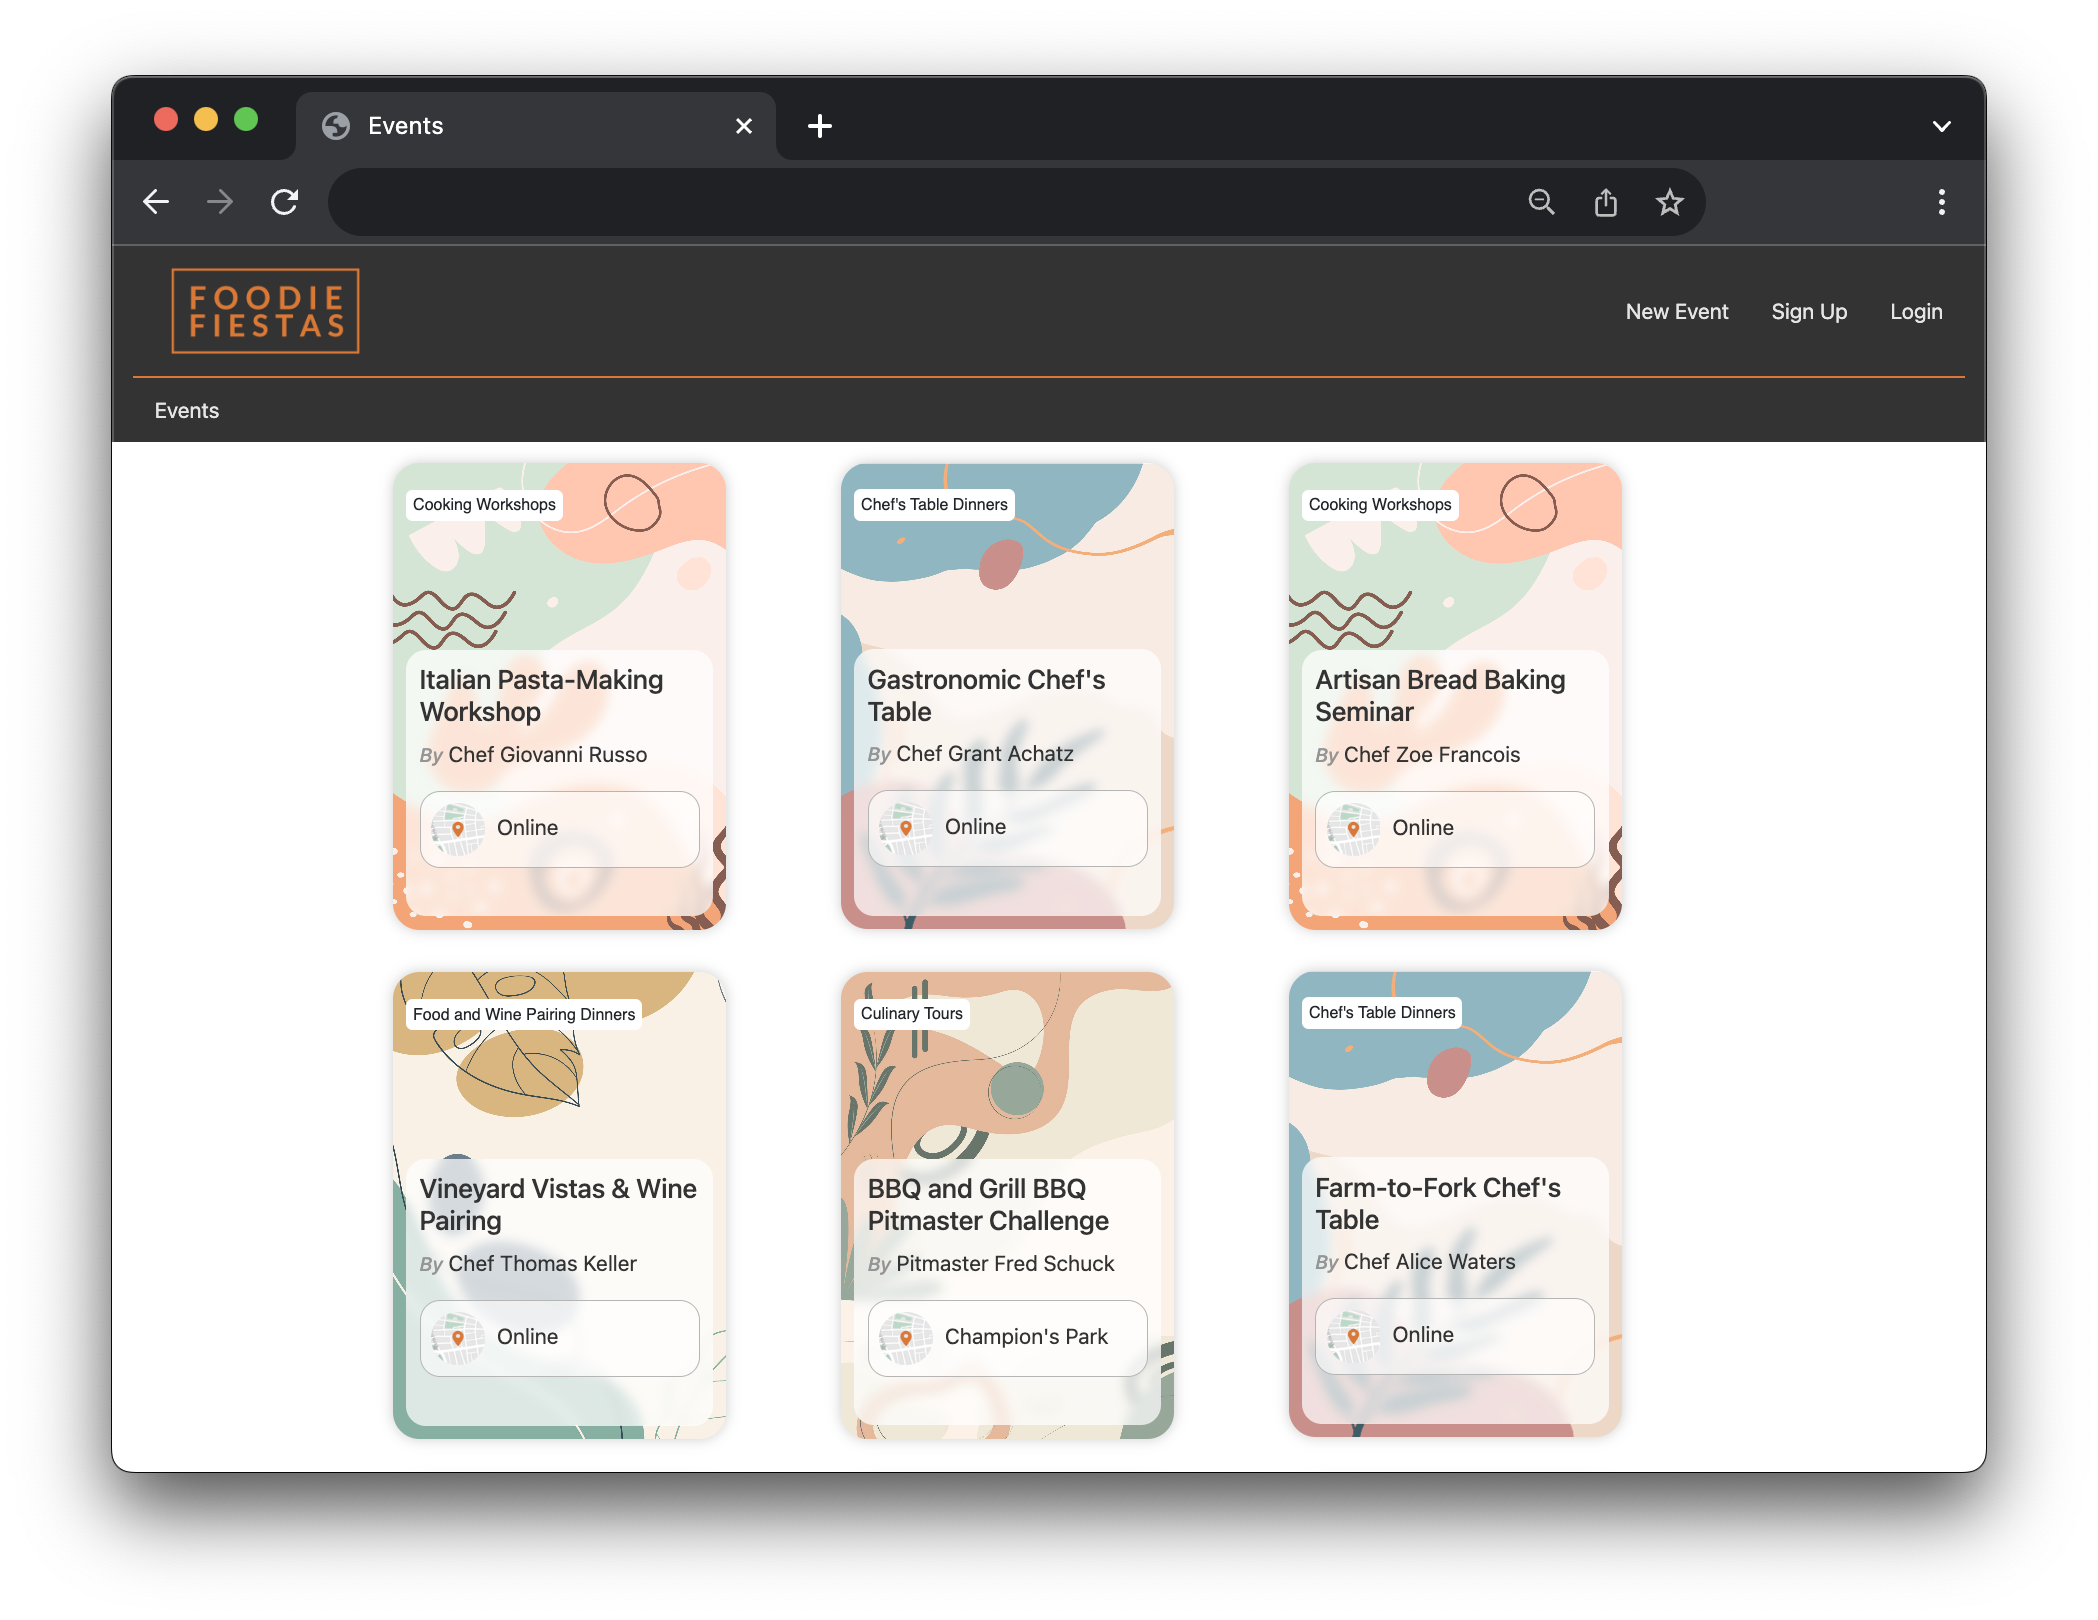 Events
FOODIE
FIESTAS
New Event
Sign Up
Login
Events
Cooking Workshops
Italian Pasta-Making
Workshop
By Chef Giovanni Russo
Online
Chef's Table Dinners
Gastronomic Chef's
Table
By Chef Grant Achatz
Online
Cooking Workshops
Artisan Bread Baking
Seminar
By Chef Zoe Francois
Online
Food and Wine Pairing Dinners
Vineyard Vistas & Wine
Pairing
By Chef Thomas Keller
Online
Culinary Tours
BBQ and Grill BBQ
Pitmaster Challenge
By Pitmaster Fred Schuck
Champion's Park
Chef's Table Dinners
Farm-to-Fork Chef's
Table
By Chef Alice Waters
Online